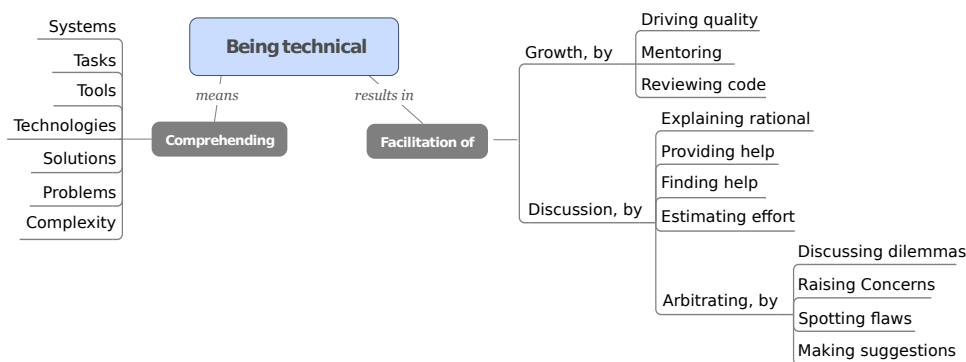 Being technical
means
results in
Comprehending
Systems
Tasks
Tools
Technologies
Solutions
Problems
Complexity
Facilitation of
Growth, by
Driving quality
Mentoring
Reviewing code
Discussion, by
Explaining rational
Providing help
Finding help
Estimating effort
Arbitrating, by
Discussing dilemmas
Raising Concerns
Spotting flaws
Making suggestions